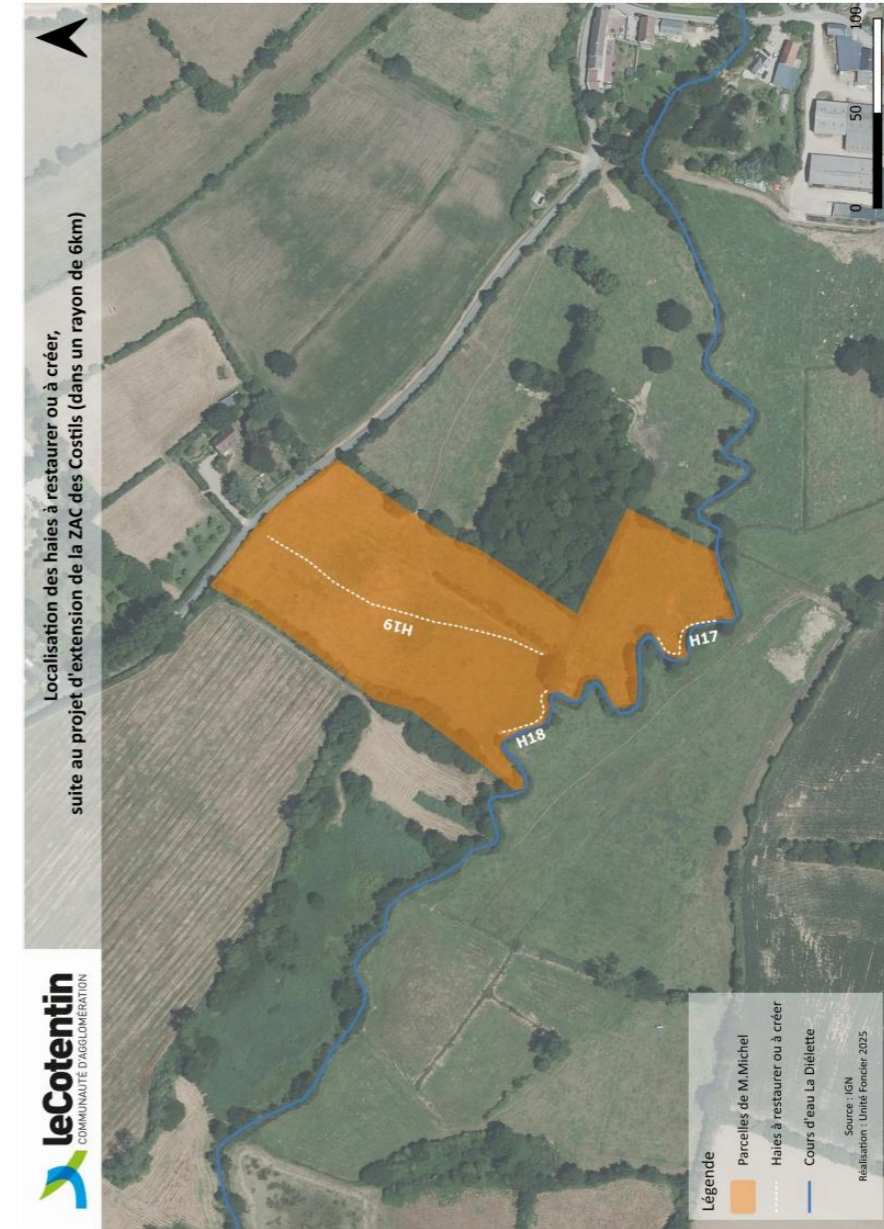 leCotentin
COMMUNAUTÉ D'AGGLOMÉRATION
Localisation des haies à restaurer ou à créer,
suite au projet d'extension de la ZAC des Costils (dans un rayon de 6km)
H19
H18
H17
Légende
Parcelles de M.Michel
Haies à restaurer ou à créer
Cours d'eau La Diélette
Source : IGN
Réalisation : Unité Foncier 2025
0 50 100